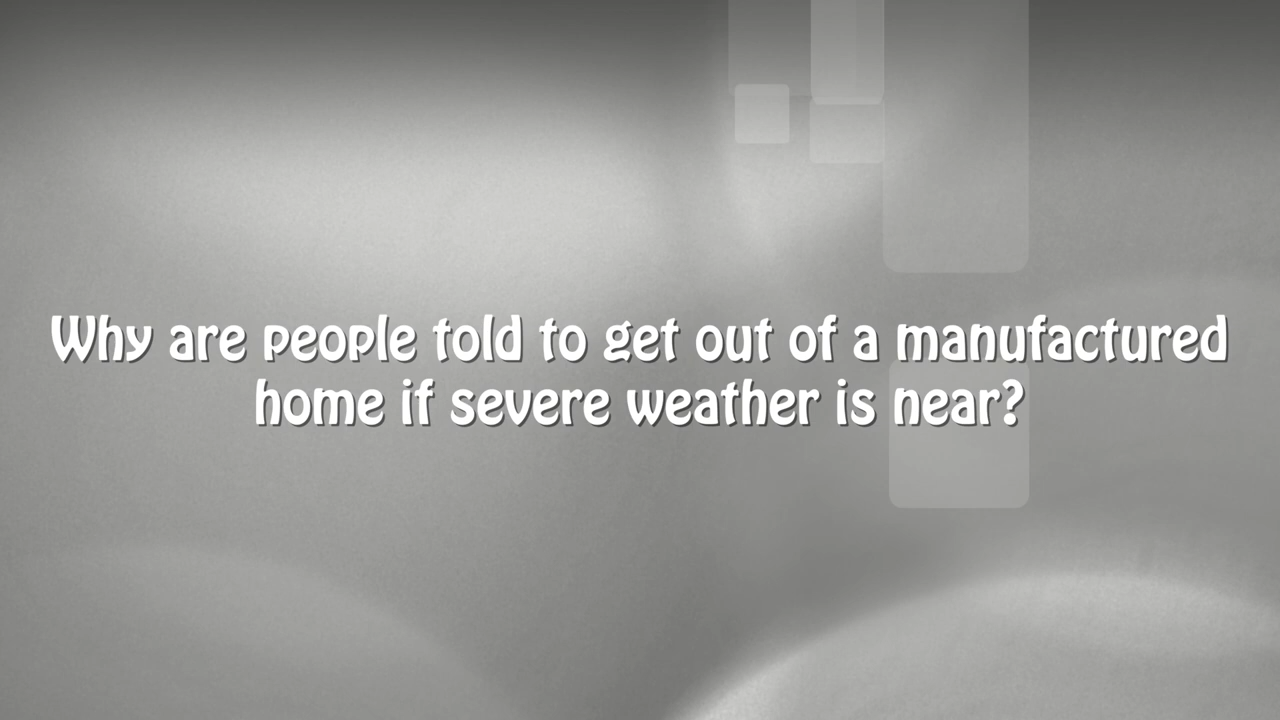 Why are people told to get out of a manufactured
home if severe weather is near?